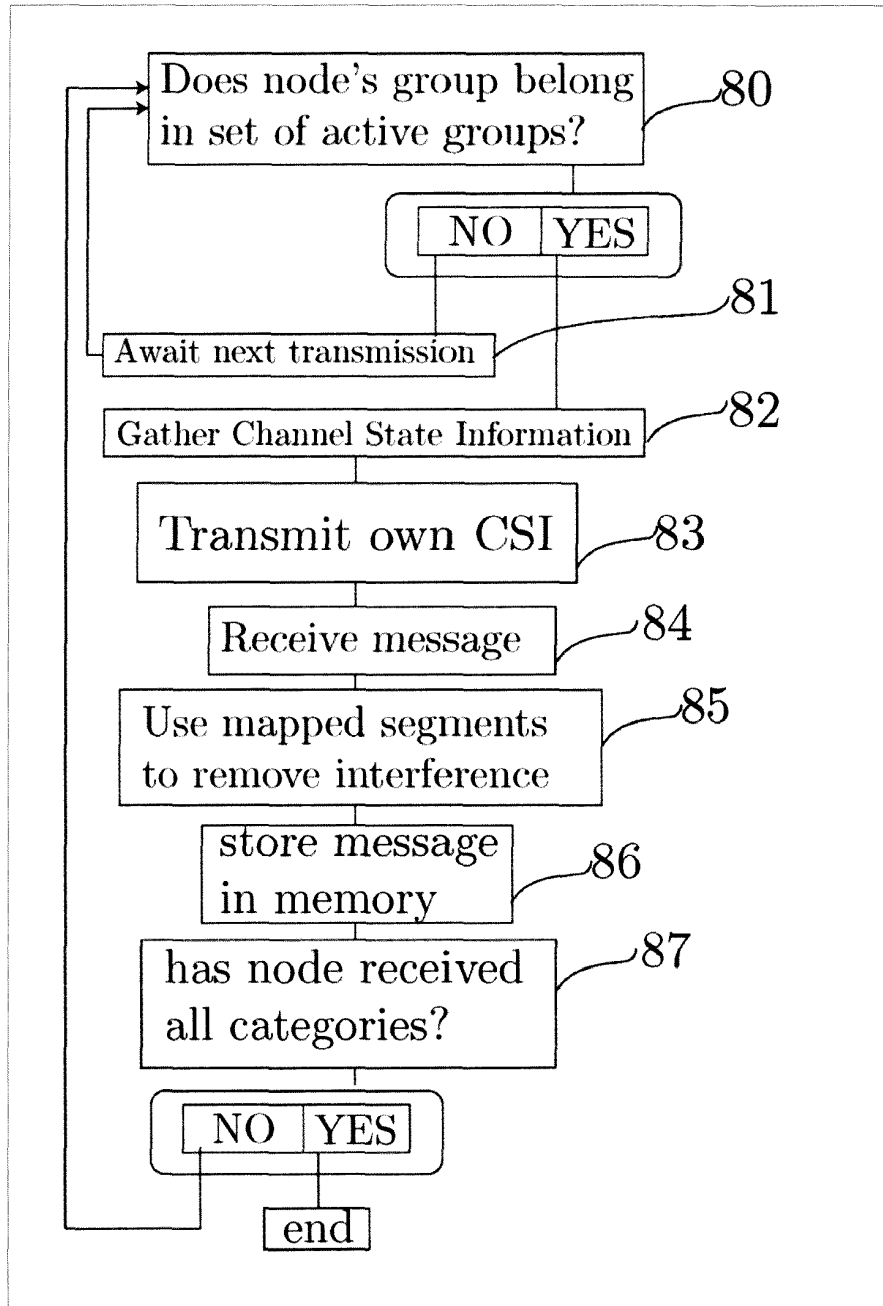 Does node's group belong
in set of active groups?
80
NO YES
81
Await next transmission
82
Gather Channel State Information
Transmit own CSI
83
84
Receive message
85
Use mapped segments
to remove interference
store message
in memory
86
has node received
all categories?
87
NO YES
end